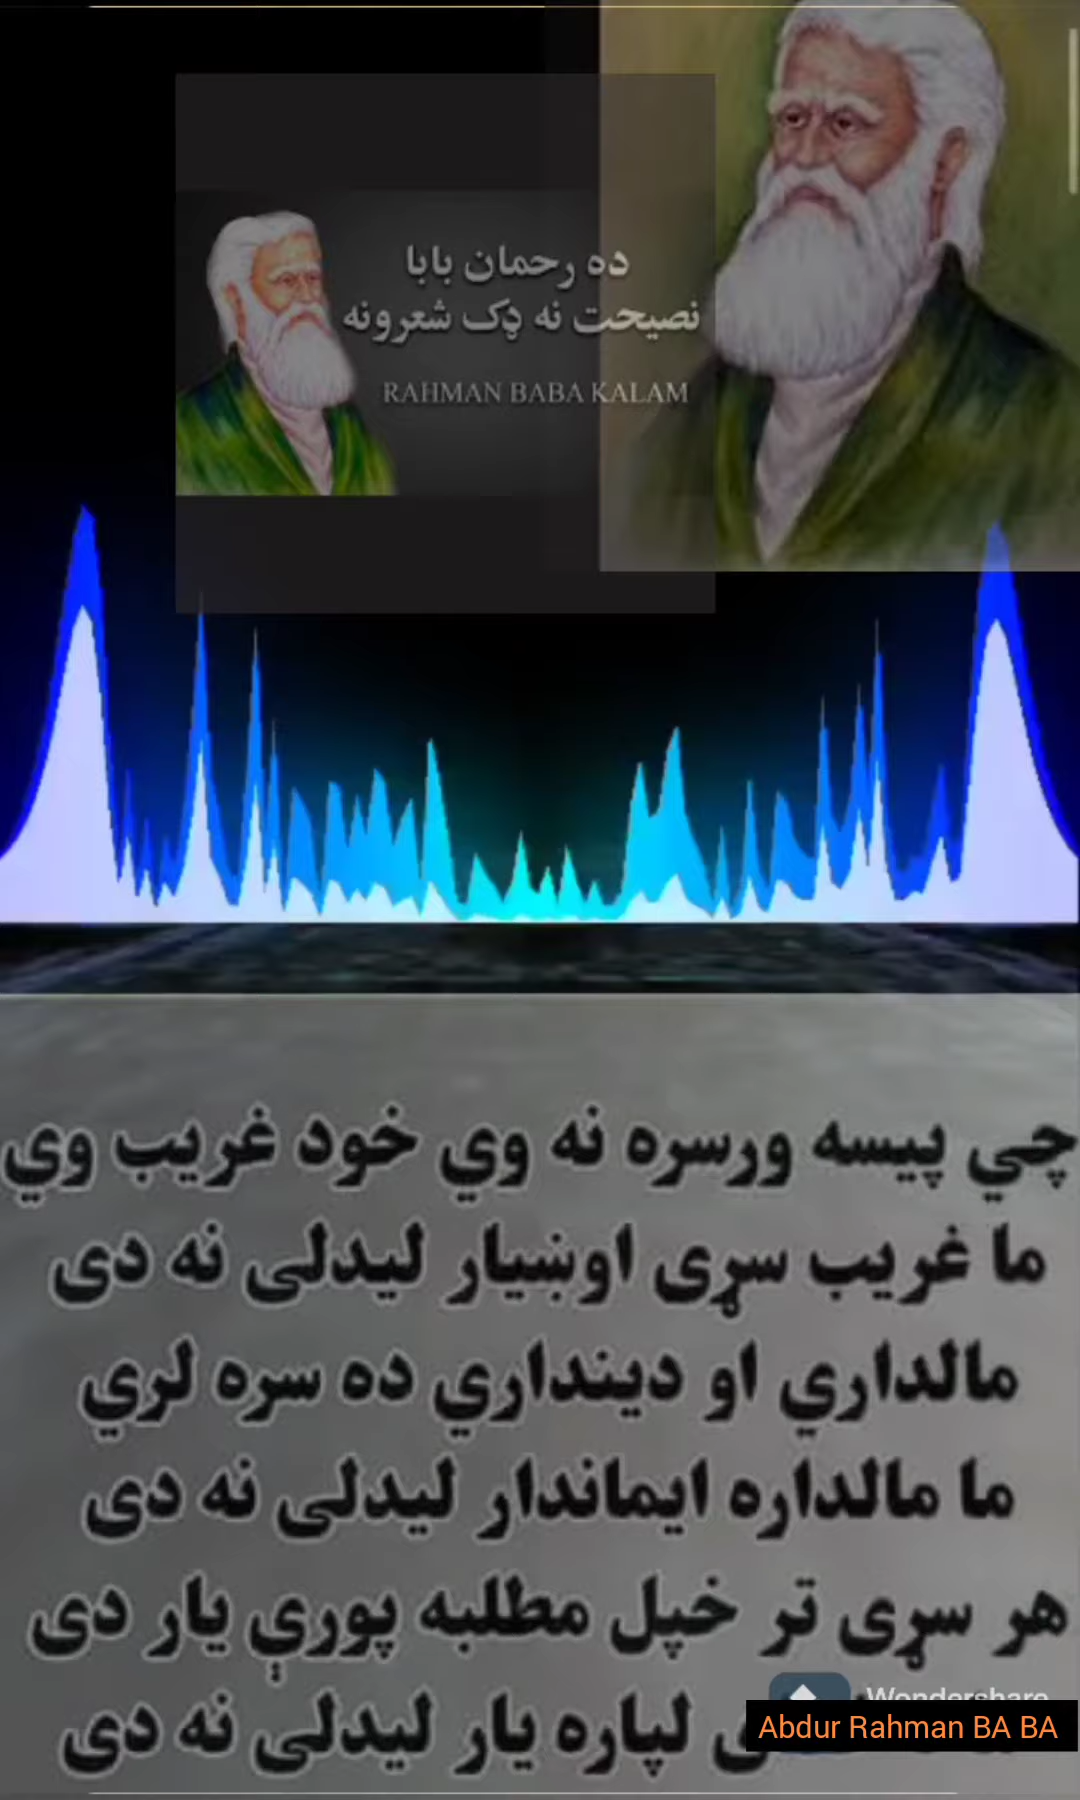 ده رحمان بابا
نصیحت نه ډک شعرونه
RAHMAN BABA KALAM
چي پيسه ورسره نه وي خود غريب وي
ما غريب سړی اوښيار ليدلی نه دی
مالداري او دينداري ده سره لري
ما مالداره ايماندار ليدلی نه دی
هر سړی تر خپل مطلبه پورې يار دی
لپاره يار ليدلی نه دی
Wondershare
Abdur Rahman BA BA